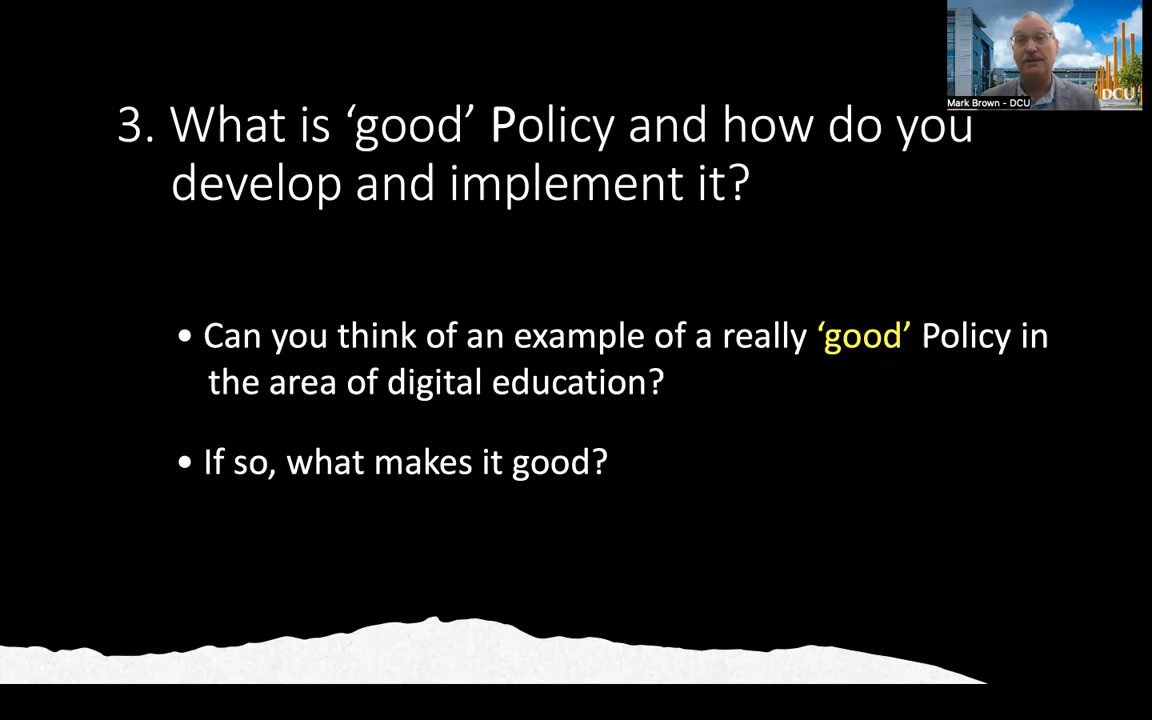 Mark Brown - DCU
DCU
3. What is ‘good’ Policy and how do you
develop and implement it?
• Can you think of an example of a really ‘good’ Policy in
the area of digital education?
• If so, what makes it good?